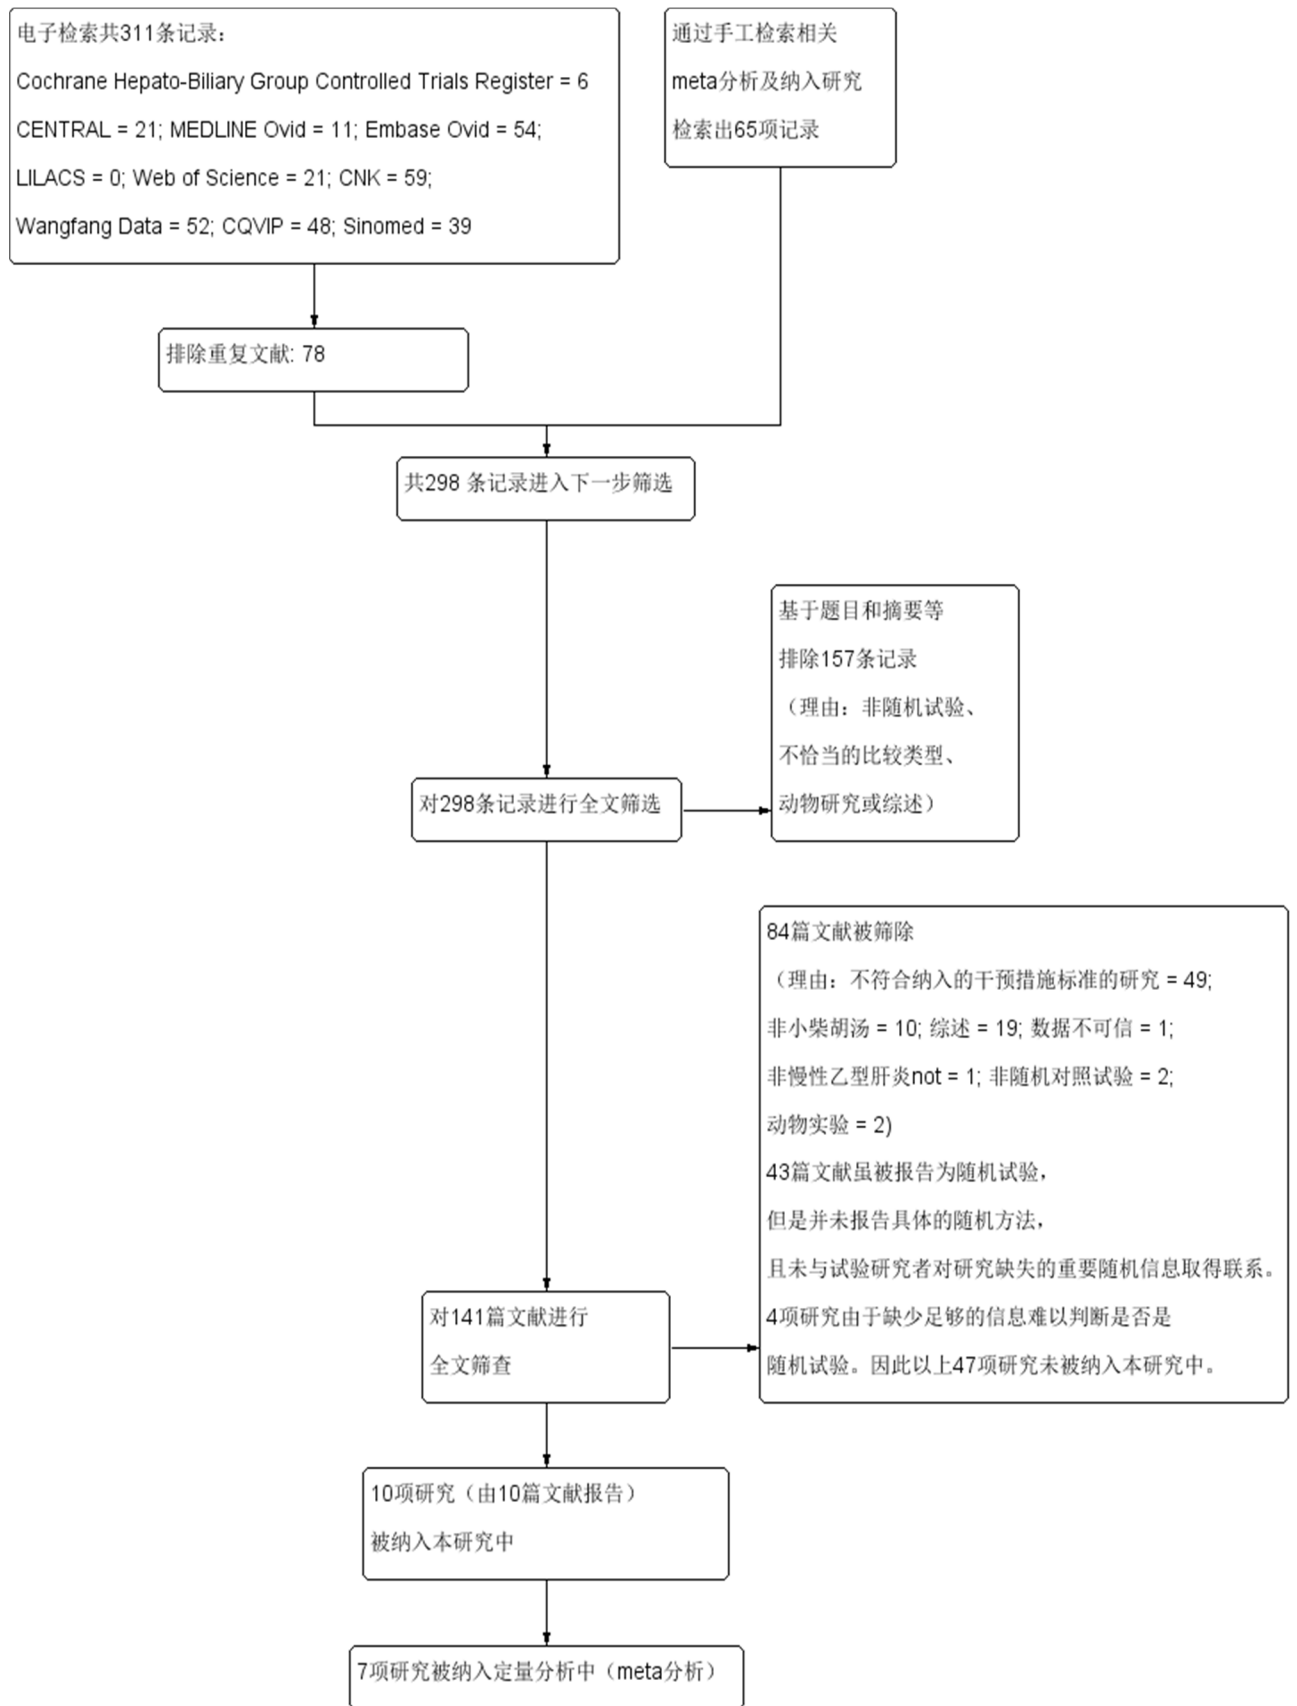 电子检索共311条记录：
Cochrane Hepato-Biliary Group Controlled Trials Register = 6
CENTRAL = 21; MEDLINE Ovid = 11; Embase Ovid = 54;
LILACS = 0; Web of Science = 21; CNK = 59;
Wangfang Data = 52; CQVIP = 48; Sinomed = 39
通过手工检索相关
meta分析及纳入研究
检索出65项记录
排除重复文献: 78
共298 条记录进入下一步筛选
对298条记录进行全文筛选
基于题目和摘要等
排除157条记录
（理由：非随机试验、
不恰当的比较类型、
动物研究或综述）
对141篇文献进行
全文筛查
84篇文献被筛除
（理由：不符合纳入的干预措施标准的研究 = 49;
非小柴胡汤 = 10; 综述 = 19; 数据不可信 = 1;
非慢性乙型肝炎not = 1; 非随机对照试验 = 2;
动物实验 = 2)
43篇文献虽被报告为随机试验，
但是并未报告具体的随机方法，
且未与试验研究者对研究缺失的重要随机信息取得联系。
4项研究由于缺少足够的信息难以判断是否是
随机试验。因此以上47项研究未被纳入本研究中。
10项研究（由10篇文献报告）
被纳入本研究中
7项研究被纳入定量分析中（meta分析）